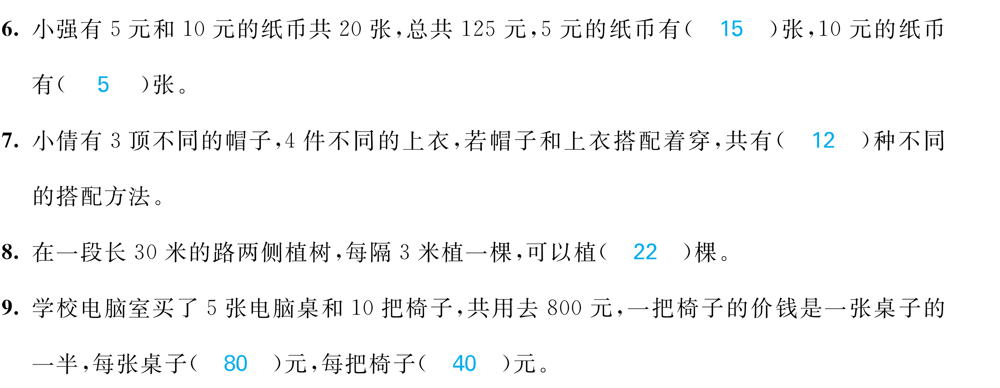 6. 小强有 5 元和 10 元的纸币共 20 张,总共 125 元,5 元的纸币有( 15 )张,10 元的纸币
有( 5 )张。
7. 小倩有 3 顶不同的帽子,4 件不同的上衣,若帽子和上衣搭配着穿,共有( 12 )种不同
的搭配方法。
8. 在一段长 30 米的路两侧植树,每隔 3 米植一棵,可以植( 22 )棵。
9. 学校电脑室买了 5 张电脑桌和 10 把椅子,共用去 800 元,一把椅子的价钱是一张桌子的
一半,每张桌子( 80 )元,每把椅子( 40 )元。